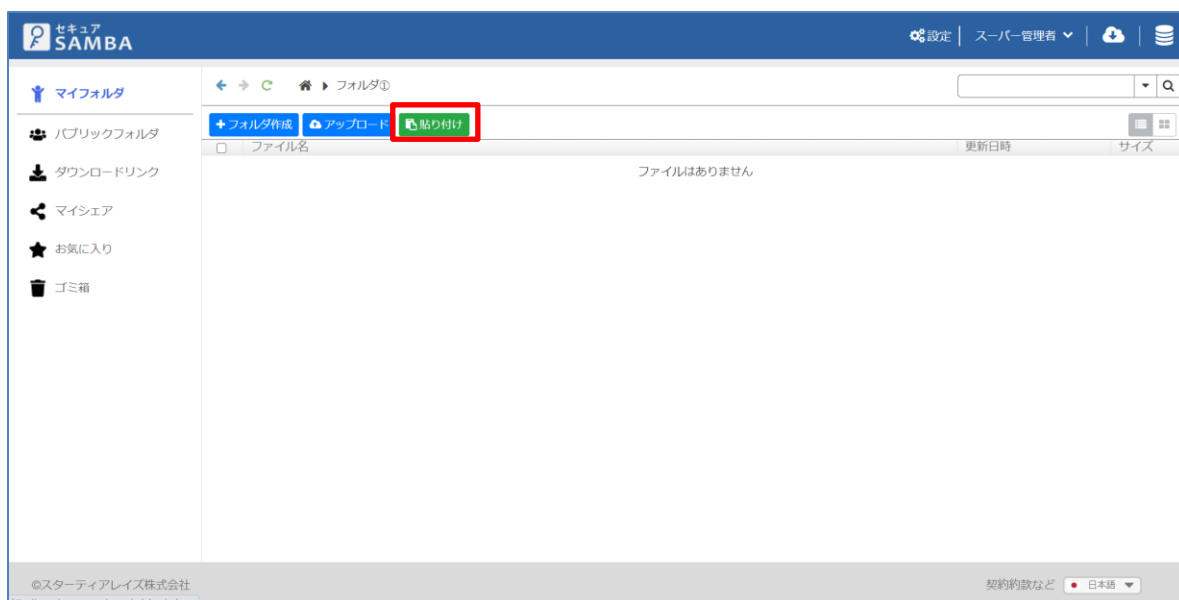 セキュア
SAMBA
設定 スーパー管理者
マイフォルダ
フォルダ①
パブリックフォルダ
フォルダ作成 アップロード 貼り付け
ファイル名 更新日時 サイズ
ファイルはありません
ダウンロードリンク
マイシェア
お気に入り
ゴミ箱
©スターティアレイズ株式会社 契約約款など 日本語